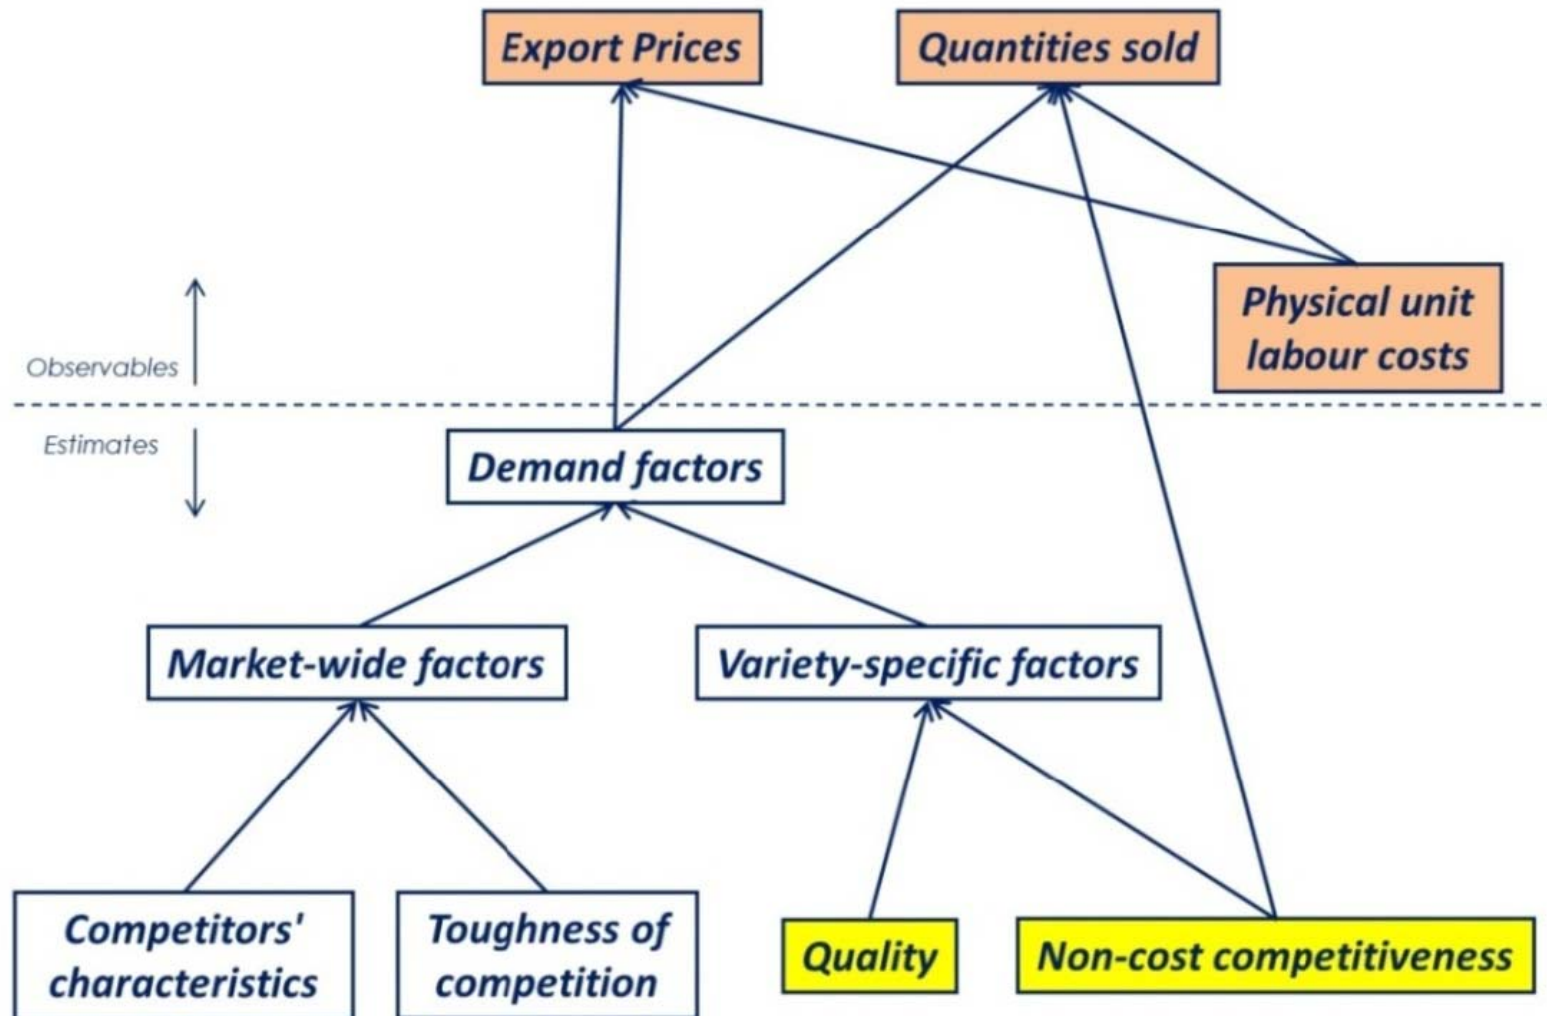 Export Prices
Quantities sold
Physical unit
labour costs
Observables
Estimates
Demand factors
Market-wide factors
Variety-specific factors
Competitors'
characteristics
Toughness of
competition
Quality
Non-cost competitiveness